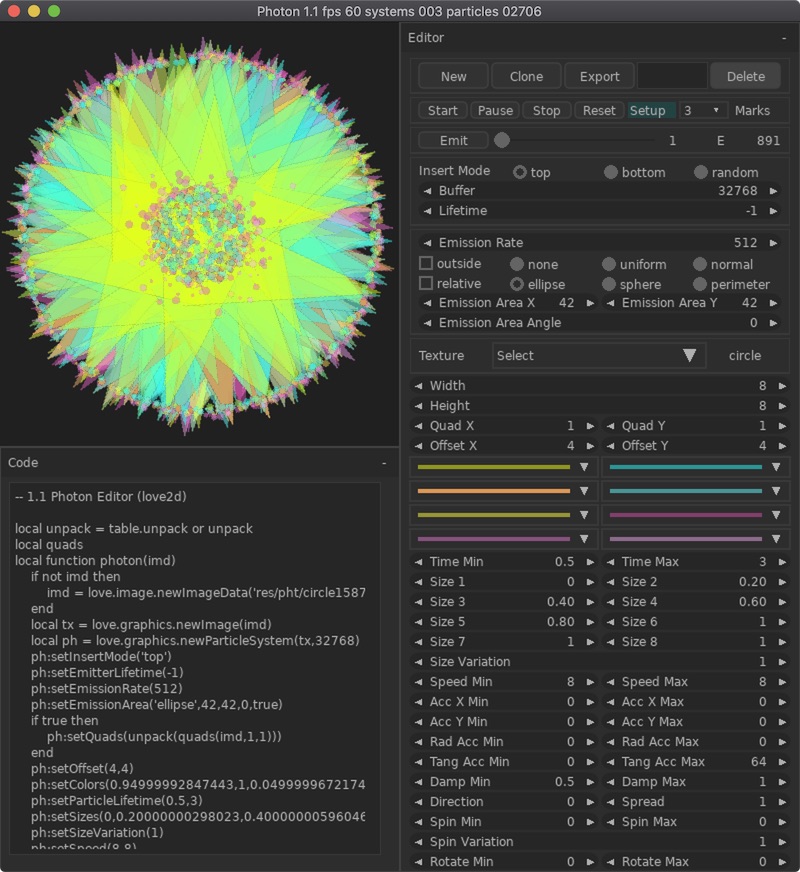 Photon 1.1 fps 60 systems 003 particles 02706
Editor -
New Clone Export Delete
Start Pause Stop Reset Setup 3 Marks
Emit 1 E 891
Insert Mode top bottom random
Buffer 32768
Lifetime -1
Emission Rate 512
outside none uniform normal
relative ellipse sphere perimeter
Emission Area X 42 Emission Area Y 42
Emission Area Angle 0
Texture Select circle
Width 8
Height 8
Quad X 1 Quad Y 1
Offset X 4 Offset Y 4
Time Min 0.5 Time Max 3
Size 1 0 Size 2 0.20
Size 3 0.40 Size 4 0.60
Size 5 0.80 Size 6 1
Size 7 1 Size 8 1
Size Variation 1
Speed Min 8 Speed Max 8
Acc X Min 0 Acc X Max 0
Acc Y Min 0 Acc Y Max 0
Rad Acc Min 0 Rad Acc Max 0
Tang Acc Min 0 Tang Acc Max 64
Damp Min 0.5 Damp Max 1
Direction 0 Spread 1
Spin Min 0 Spin Max 0
Spin Variation 1
Rotate Min 0 Rotate Max 0
Code -
-- 1.1 Photon Editor (love2d)
local unpack = table.unpack or unpack
local quads
local function photon(imd)
if not imd then
imd = love.image.newImageData('res/pht/circle1587
end
local tx = love.graphics.newImage(imd)
local ph = love.graphics.newParticleSystem(tx,32768)
ph:setInsertMode('top')
ph:setEmitterLifetime(-1)
ph:setEmissionRate(512)
ph:setEmissionArea('ellipse',42,42,0,true)
if true then
ph:setQuads(unpack(quads(imd,1,1)))
end
ph:setOffset(4,4)
ph:setColors(0.94999992847443,1,0.0499999672174
ph:setParticleLifetime(0.5,3)
ph:setSizes(0,0.20000000298023,0.40000000596046
ph:setSizeVariation(1)
ph:setSpeed(8,8)